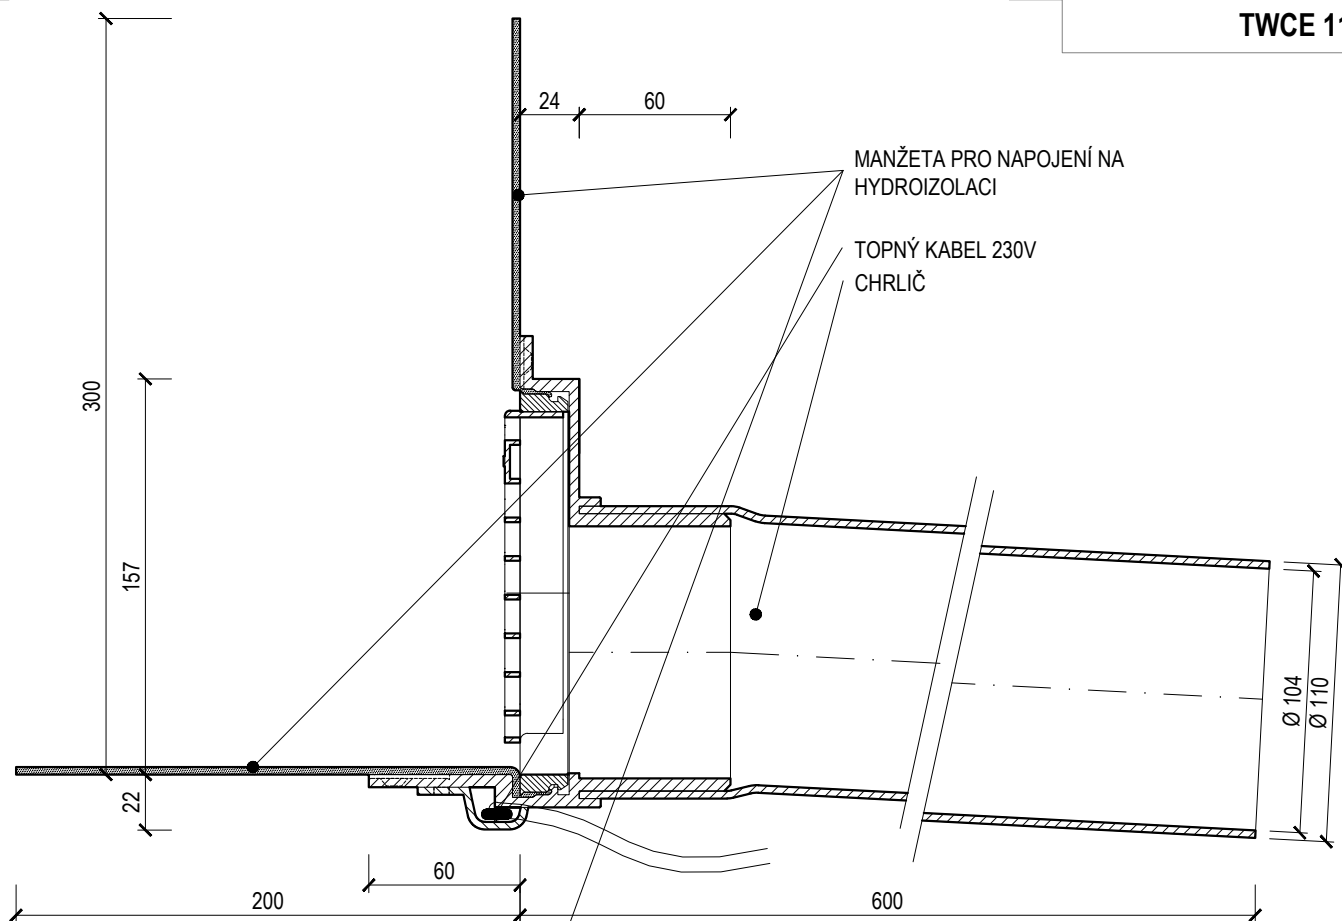 TWCE 11
24
60
MANŽETA PRO NAPOJENÍ NA
HYDROIZOLACI
TOPNÝ KABEL 230V
CHRLIČ
300
157
22
Ø 104
Ø 110
60
200
600